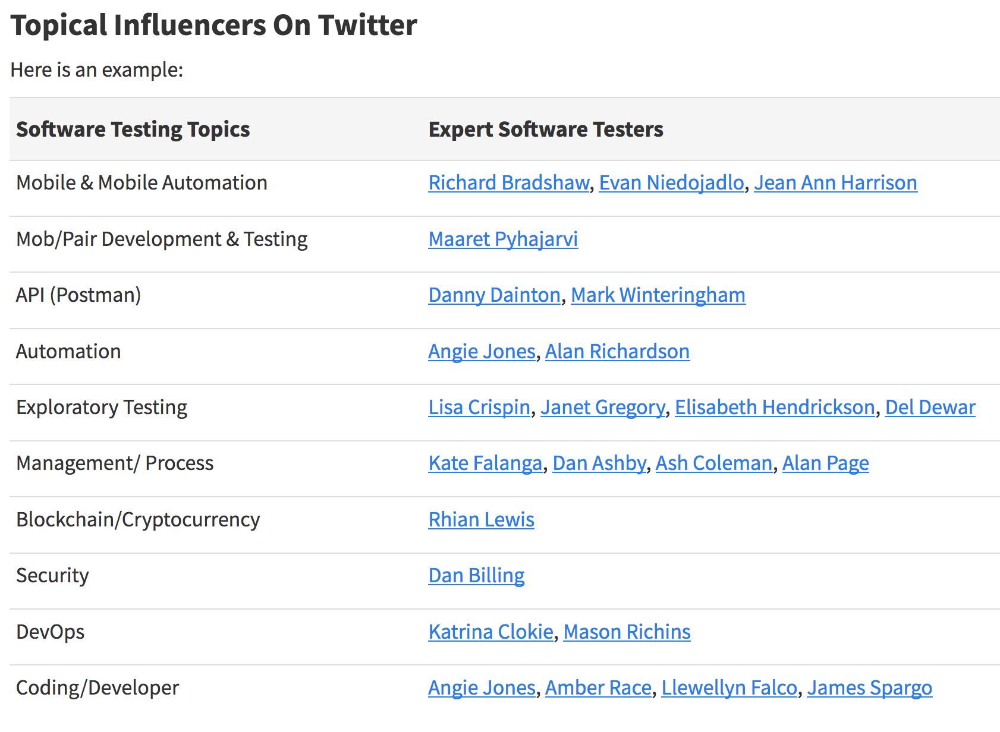 Topical Influencers On Twitter
Here is an example:
Software Testing Topics Expert Software Testers
Mobile & Mobile Automation Richard Bradshaw, Evan Niedojadlo, Jean Ann Harrison
Mob/Pair Development & Testing Maaret Pyhajarvi
API (Postman) Danny Dainton, Mark Winteringham
Automation Angie Jones, Alan Richardson
Exploratory Testing Lisa Crispin, Janet Gregory, Elisabeth Hendrickson, Del Dewar
Management/ Process Kate Falanga, Dan Ashby, Ash Coleman, Alan Page
Blockchain/Cryptocurrency Rhian Lewis
Security Dan Billing
DevOps Katrina Clokie, Mason Richins
Coding/Developer Angie Jones, Amber Race, Llewellyn Falco, James Spargo